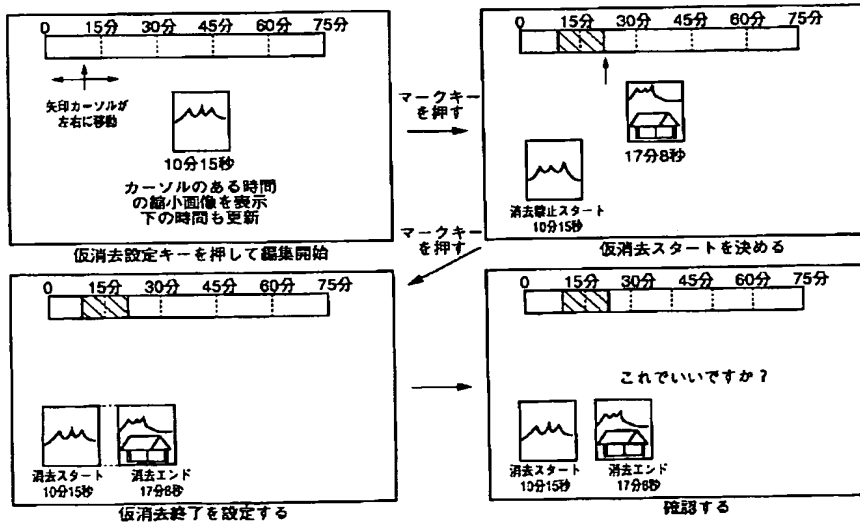 0 15分 30分 45分 60分 75分
矢印カーソルが
左右に移動
10分15秒
カーソルのある時間
の縮小画像を表示
下の時間も更新
仮消去設定キーを押して編集開始
マークキー
を押す
0 15分 30分 45分 60分 75分
17分8秒
消去禁止スタート
10分15秒
仮消去スタートを決める
マークキー
を押す
0 15分 30分 45分 60分 75分
消去スタート 消去エンド
10分15秒 17分8秒
仮消去終了を設定する
0 15分 30分 45分 60分 75分
これでいいですか?
消去スタート 消去エンド
10分15秒 17分8秒
確認する